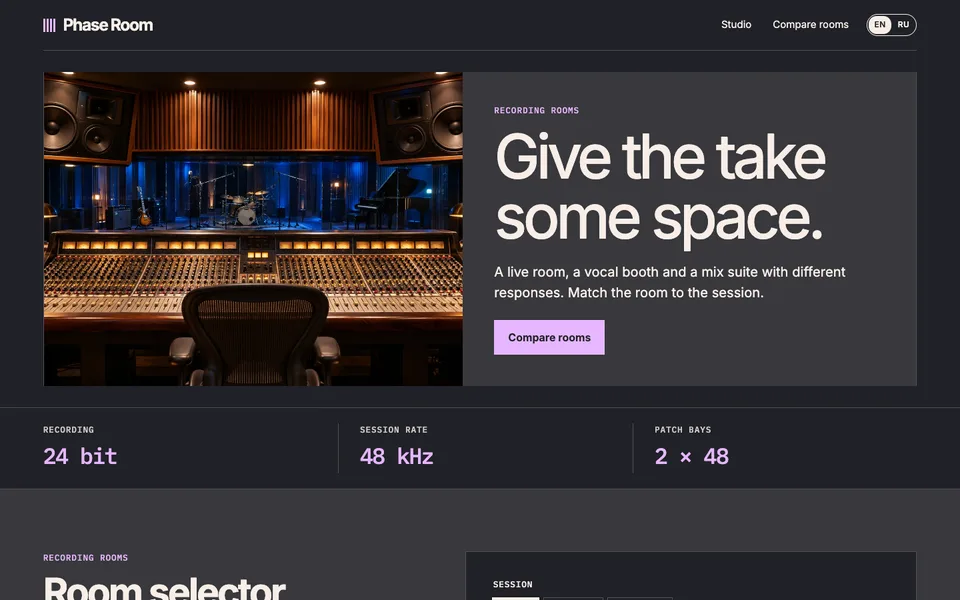 Phase Room
Studio
Compare rooms
EN
RU
RECORDING ROOMS
Give the take
some space.
A live room, a vocal booth and a mix suite with different
responses. Match the room to the session.
Compare rooms
RECORDING
24 bit
SESSION RATE
48 kHz
PATCH BAYS
2 × 48
RECORDING ROOMS
Room selector
SESSION